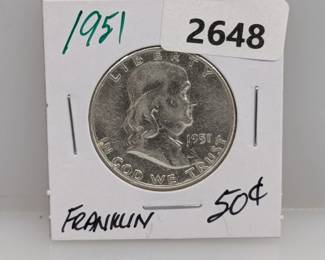 1951
2648
LIBERTY
1951
IN GOD WE TRUST
FRANKLIN
50¢